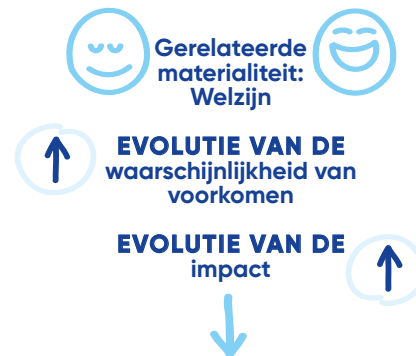 Gerelateerde
materialiteit:
Welzijn
EVOLUTIE VAN DE
waarschijnlijkheid van
voorkomen
EVOLUTIE VAN DE
impact